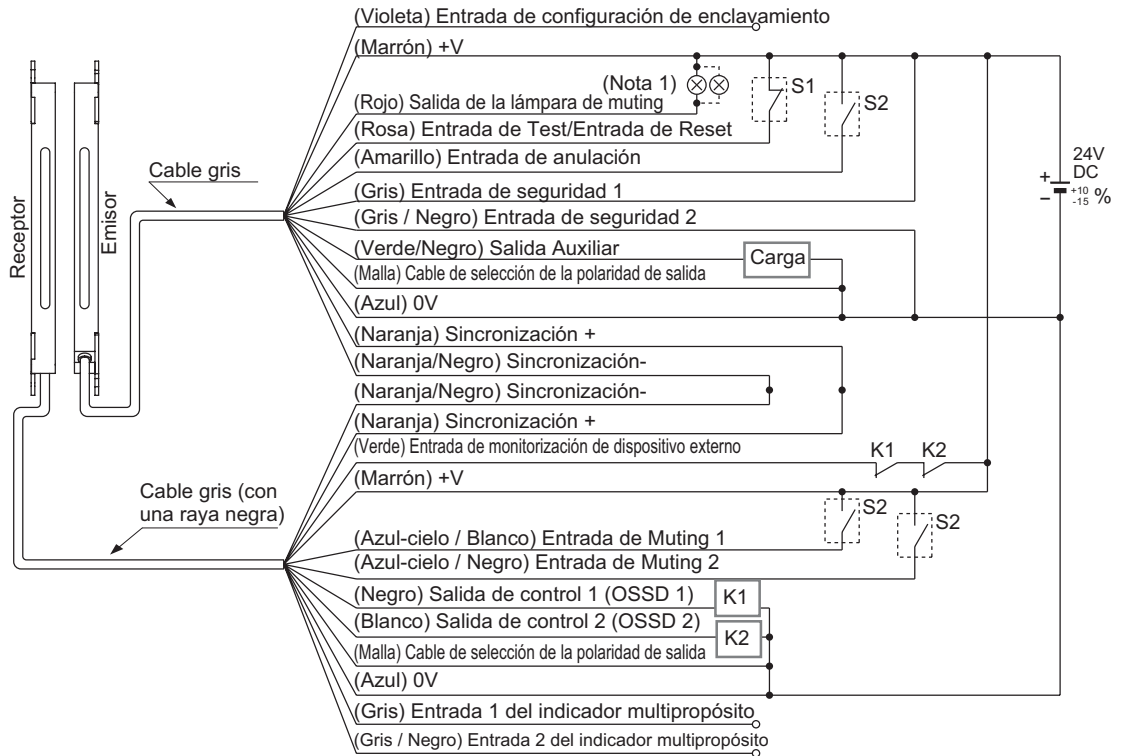 (Violeta) Entrada de configuración de enclavamiento
(Marrón) +V
(Nota 1)
S1
S2
(Rojo) Salida de la lámpara de muting
(Rosa) Entrada de Test/Entrada de Reset
(Amarillo) Entrada de anulación
Cable gris
(Gris) Entrada de seguridad 1
(Gris / Negro) Entrada de seguridad 2
24V
DC
+
−
+10
-15 %
Receptor
Emisor
(Verde/Negro) Salida Auxiliar
Carga
(Malla) Cable de selección de la polaridad de salida
(Azul) 0V
(Naranja) Sincronización +
(Naranja/Negro) Sincronización-
(Naranja/Negro) Sincronización-
(Naranja) Sincronización +
(Verde) Entrada de monitorización de dispositivo externo
K1
K2
(Marrón) +V
Cable gris (con
una raya negra)
S2
S2
(Azul-cielo / Blanco) Entrada de Muting 1
(Azul-cielo / Negro) Entrada de Muting 2
(Negro) Salida de control 1 (OSSD 1)
K1
(Blanco) Salida de control 2 (OSSD 2)
K2
(Malla) Cable de selección de la polaridad de salida
(Azul) 0V
(Gris) Entrada 1 del indicador multipropósito
(Gris / Negro) Entrada 2 del indicador multipropósito